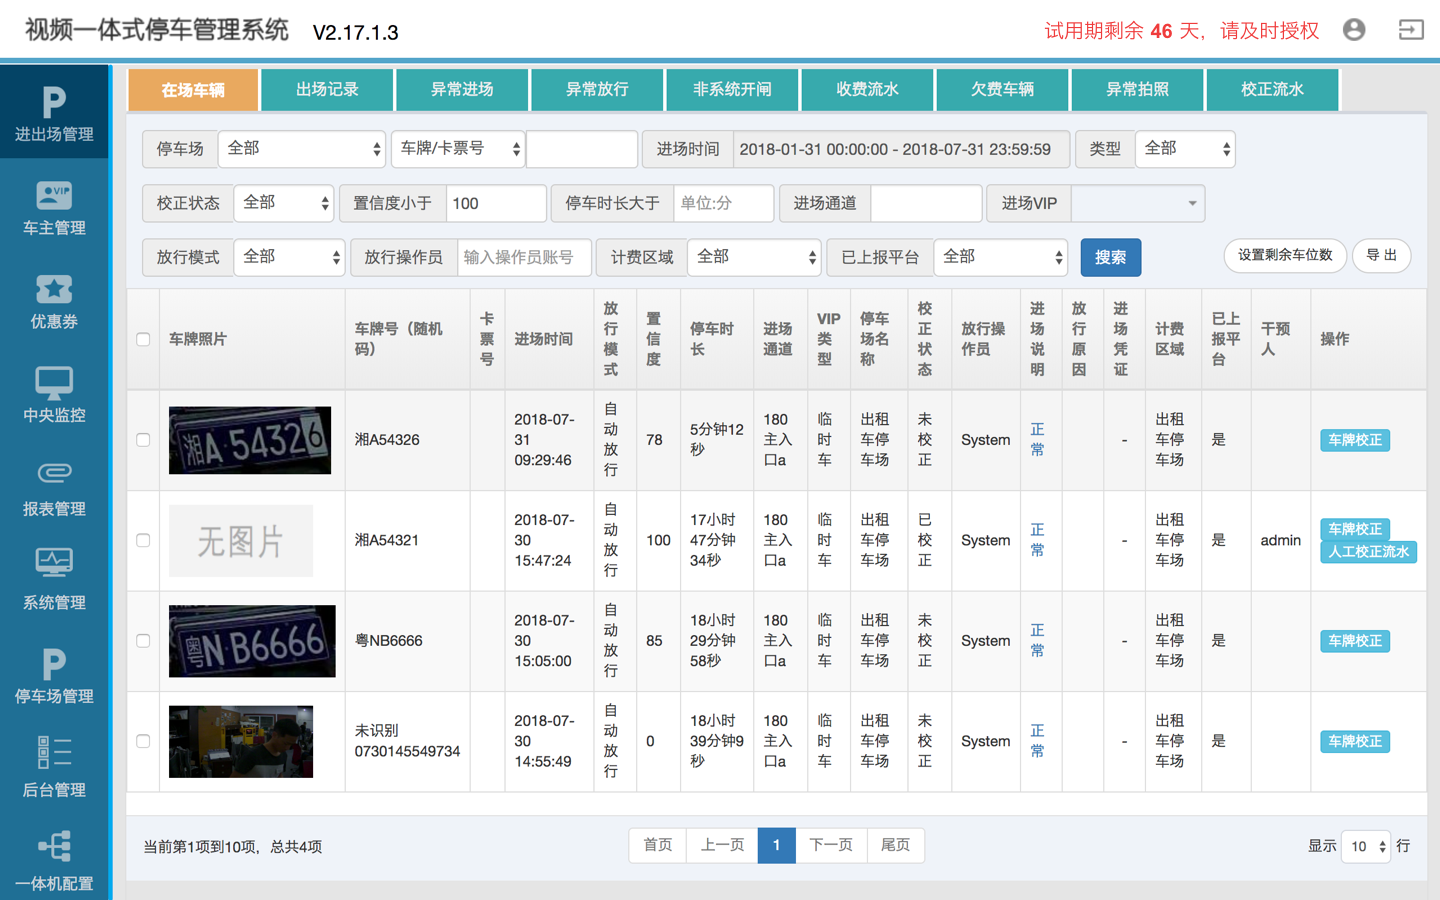 视频一体式停车管理系统 V2.17.1.3
试用期剩余 46 天，请及时授权
进出场管理
车主管理
优惠券
中央监控
报表管理
系统管理
停车场管理
后台管理
一体机配置
在场车辆 出场记录 异常进场 异常放行 非系统开闸 收费流水 欠费车辆 异常拍照 校正流水
停车场 全部 车牌/卡票号 进场时间 2018-01-31 00:00:00 - 2018-07-31 23:59:59 类型 全部
校正状态 全部 置信度小于 100 停车时长大于 单位:分 进场通道 进场VIP
放行模式 全部 放行操作员 输入操作员账号 计费区域 全部 已上报平台 全部 搜索 设置剩余车位数 导 出
车牌照片 车牌号（随机码） 卡票号 进场时间 放行模式 置信度 停车时长 进场通道 VIP类型 停车场名称 校正状态 放行操作员 进场说明 放行原因 进场凭证 计费区域 已上报平台 干预人 操作
湘A·54326 湘A54326 2018-07-31 09:29:46 自动放行 78 5分钟12秒 180主入口a 临时车 出租车停车场 未校正 System 正常 - 出租车停车场 是 车牌校正
无图片 湘A54321 2018-07-30 15:47:24 自动放行 100 17小时47分钟34秒 180主入口a 临时车 出租车停车场 已校正 System 正常 - 出租车停车场 是 admin 车牌校正 人工校正流水
粤N·B6666 粤NB6666 2018-07-30 15:05:00 自动放行 85 18小时29分钟58秒 180主入口a 临时车 出租车停车场 未校正 System 正常 - 出租车停车场 是 车牌校正
未识别0730145549734 2018-07-30 14:55:49 自动放行 0 18小时39分钟9秒 180主入口a 临时车 出租车停车场 未校正 System 正常 - 出租车停车场 是 车牌校正
当前第1项到10项，总共4项 首页 上一页 1 下一页 尾页 显示 10 行